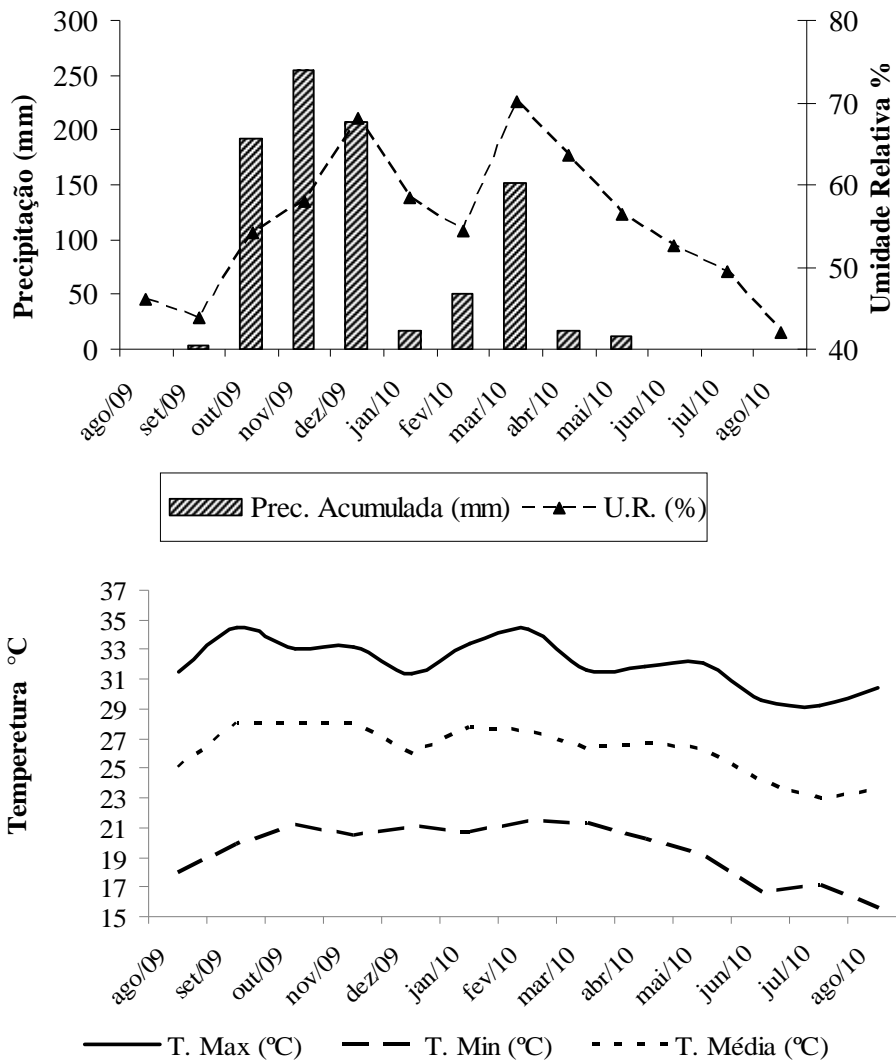 300
250
200
150
100
50
0
Precipitação (mm)
80
70
60
50
40
Umidade Relativa %
ago/09
set/09
out/09
nov/09
dez/09
jan/10
fev/10
mar/10
abr/10
mai/10
jun/10
jul/10
ago/10
Prec. Acumulada (mm)
U.R. (%)
37
35
33
31
29
27
25
23
21
19
17
15
Temperetura °C
ago/09
set/09
out/09
nov/09
dez/09
jan/10
fev/10
mar/10
abr/10
mai/10
jun/10
jul/10
ago/10
T. Max (ºC)
T. Min (ºC)
T. Média (ºC)